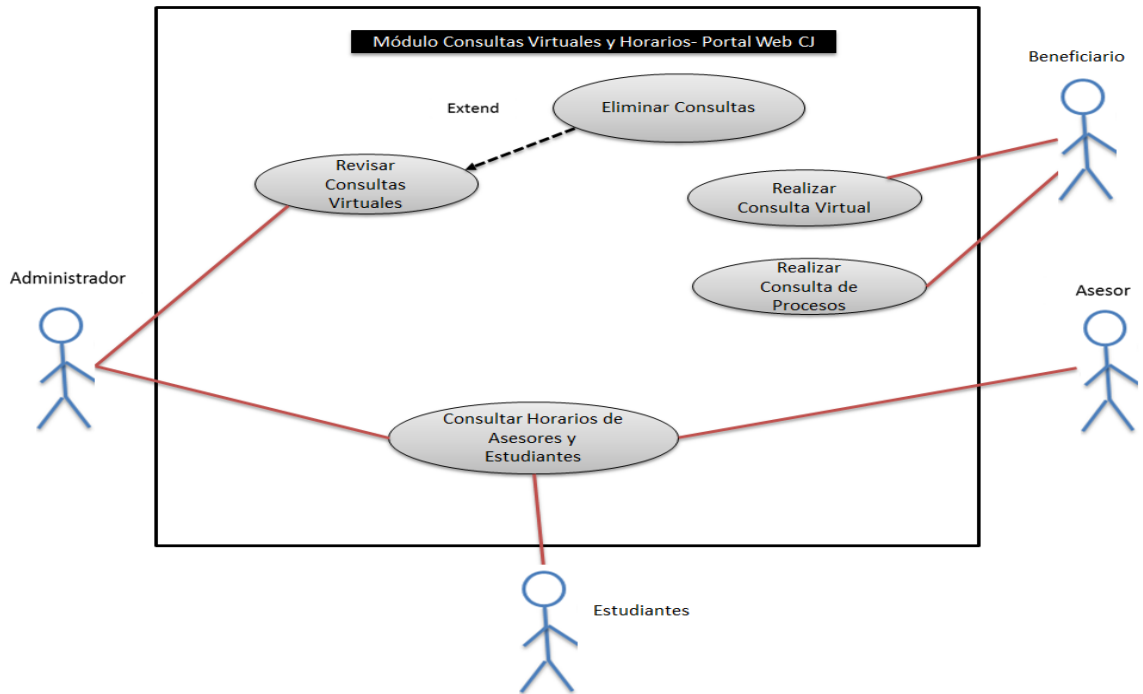 Módulo Consultas Virtuales y Horarios- Portal Web CJ
Beneficiario
Extend
Eliminar Consultas
Revisar
Consultas
Virtuales
Realizar
Consulta Virtual
Administrador
Realizar
Consulta de
Procesos
Asesor
Consultar Horarios de
Asesores y
Estudiantes
Estudiantes